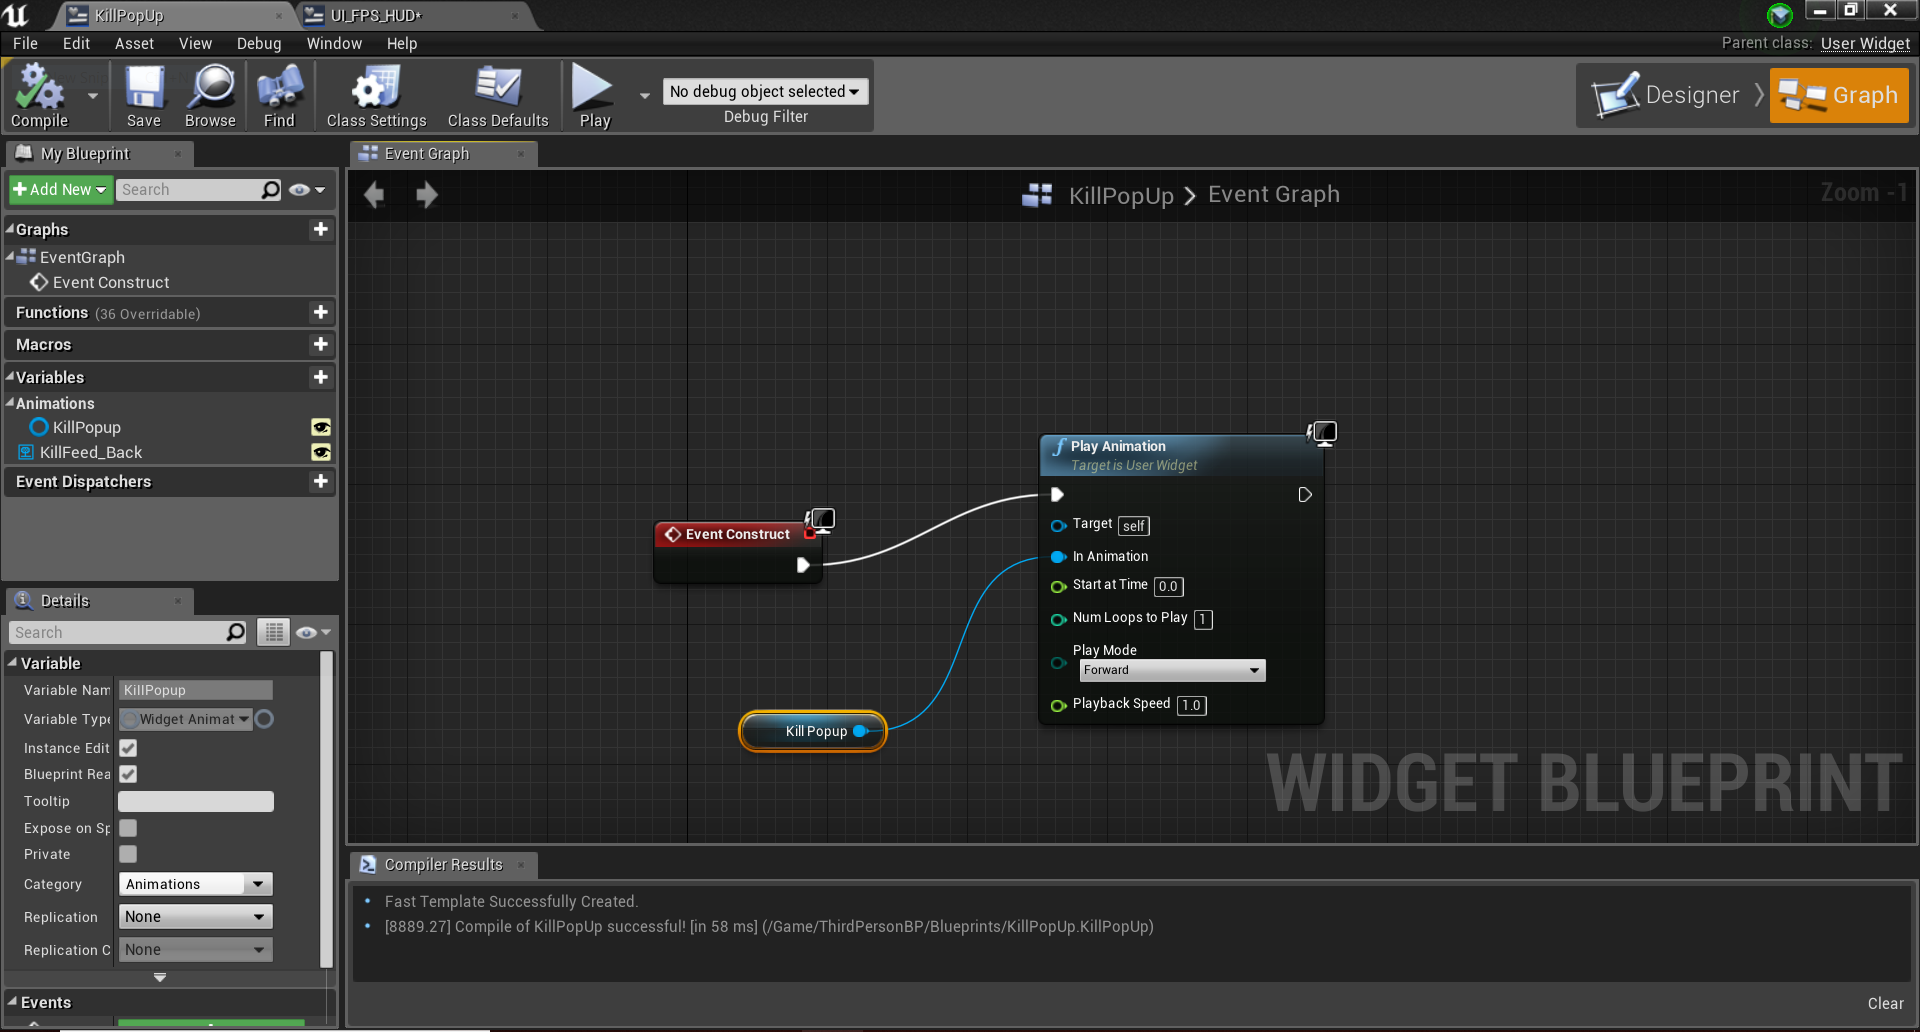 KillPopUp
UI_FPS_HUD*
File Edit Asset View Debug Window Help
Parent class: User Widget
Compile
Save
Browse
Find
Class Settings
Class Defaults
Play
No debug object selected
Debug Filter
Designer
Graph
My Blueprint
Event Graph
Add New
Search
KillPopUp > Event Graph
Zoom -1
Graphs
EventGraph
Event Construct
Functions (36 Overridable)
Macros
Variables
Animations
KillPopup
KillFeed_Back
Event Dispatchers
Play Animation
Target is User Widget
Target self
In Animation
Start at Time 0.0
Num Loops to Play 1
Play Mode
Forward
Playback Speed 1.0
Event Construct
Kill Popup
WIDGET BLUEPRINT
Details
Search
Variable
Variable Nam KillPopup
Variable Type Widget Animat
Instance Edit
Blueprint Rea
Tooltip
Expose on Sp
Private
Category Animations
Replication None
Replication C None
Events
Compiler Results
Fast Template Successfully Created.
[8889.27] Compile of KillPopUp successful! [in 58 ms] (/Game/ThirdPersonBP/Blueprints/KillPopUp.KillPopUp)
Clear